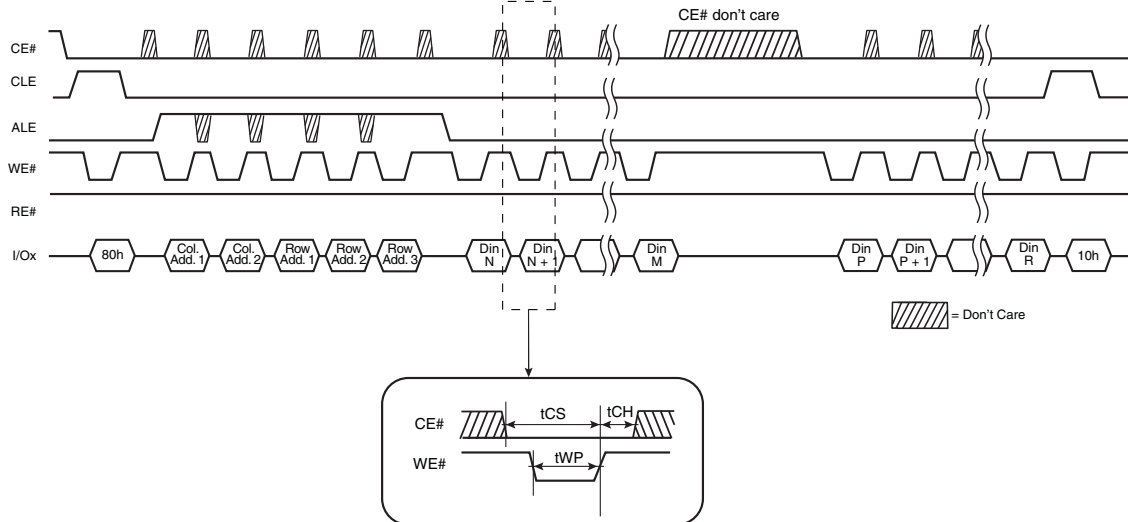 CE# don't care
CE#
CLE
ALE
WE#
RE#
I/Ox
80h
Col.
Add. 1
Col.
Add. 2
Row
Add. 1
Row
Add. 2
Row
Add. 3
Din
N
Din
N + 1
Din
M
Din
P
Din
P + 1
Din
R
10h
= Don't Care
CE#
tCS
tCH
WE#
tWP